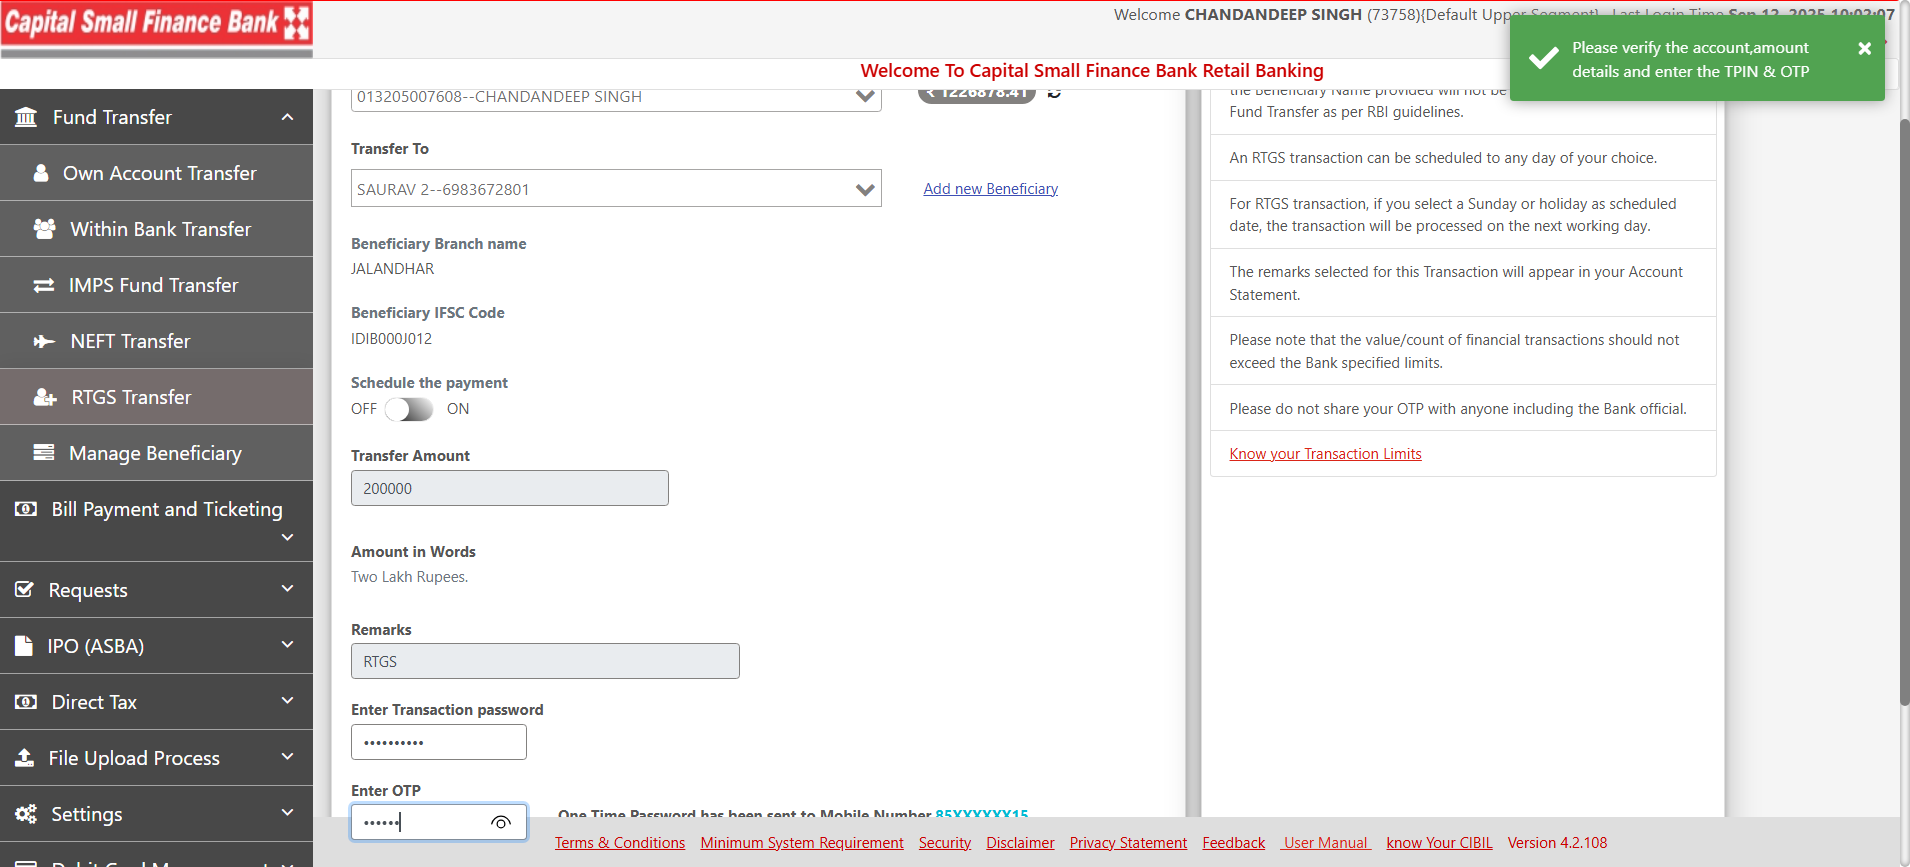 Capital Small Finance Bank
Welcome CHANDANDEEP SINGH (73758){Default Upper Segment} Last Login Time Sep 12, 2025 10:02:07
Please verify the account,amount
details and enter the TPIN & OTP
Welcome To Capital Small Finance Bank Retail Banking
Fund Transfer
Own Account Transfer
Within Bank Transfer
IMPS Fund Transfer
NEFT Transfer
RTGS Transfer
Manage Beneficiary
Bill Payment and Ticketing
Requests
IPO (ASBA)
Direct Tax
File Upload Process
Settings
013205007608--CHANDANDEEP SINGH
₹ 1226878.41
Transfer To
SAURAV 2--6983672801
Add new Beneficiary
Beneficiary Branch name
JALANDHAR
Beneficiary IFSC Code
IDIB000J012
Schedule the payment
OFF ON
Transfer Amount
200000
Amount in Words
Two Lakh Rupees.
Remarks
RTGS
Enter Transaction password
••••••••••
Enter OTP
••••••
One Time Password has been sent to Mobile Number 85XXXXXX15
the Beneficiary Name provided will not be
Fund Transfer as per RBI guidelines.
An RTGS transaction can be scheduled to any day of your choice.
For RTGS transaction, if you select a Sunday or holiday as scheduled
date, the transaction will be processed on the next working day.
The remarks selected for this Transaction will appear in your Account
Statement.
Please note that the value/count of financial transactions should not
exceed the Bank specified limits.
Please do not share your OTP with anyone including the Bank official.
Know your Transaction Limits
Terms & Conditions Minimum System Requirement Security Disclaimer Privacy Statement Feedback User Manual know Your CIBIL Version 4.2.108